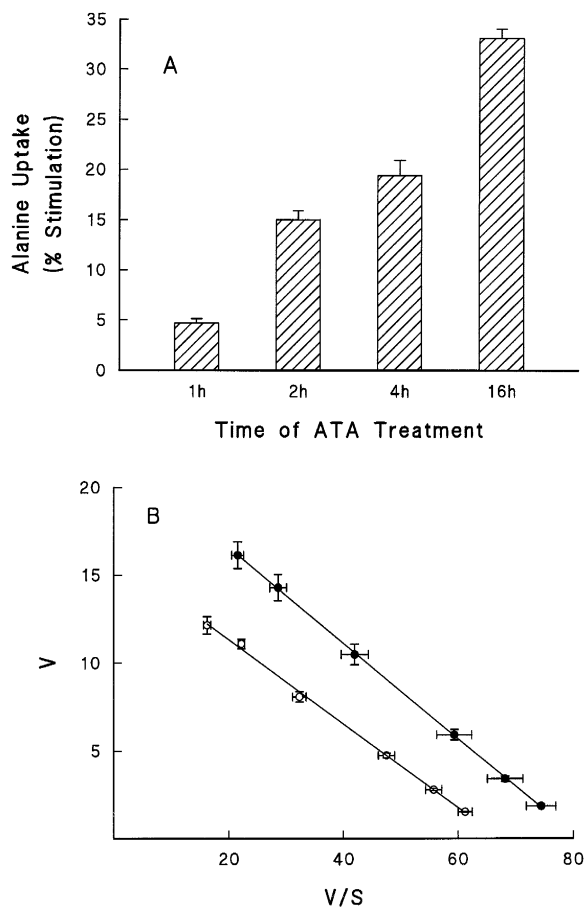 A
Alanine Uptake
(% Stimulation)
35
30
25
20
15
10
5
0
1h 2h 4h 16h
Time of ATA Treatment
B
V
20
15
10
5
20 40 60 80
V/S